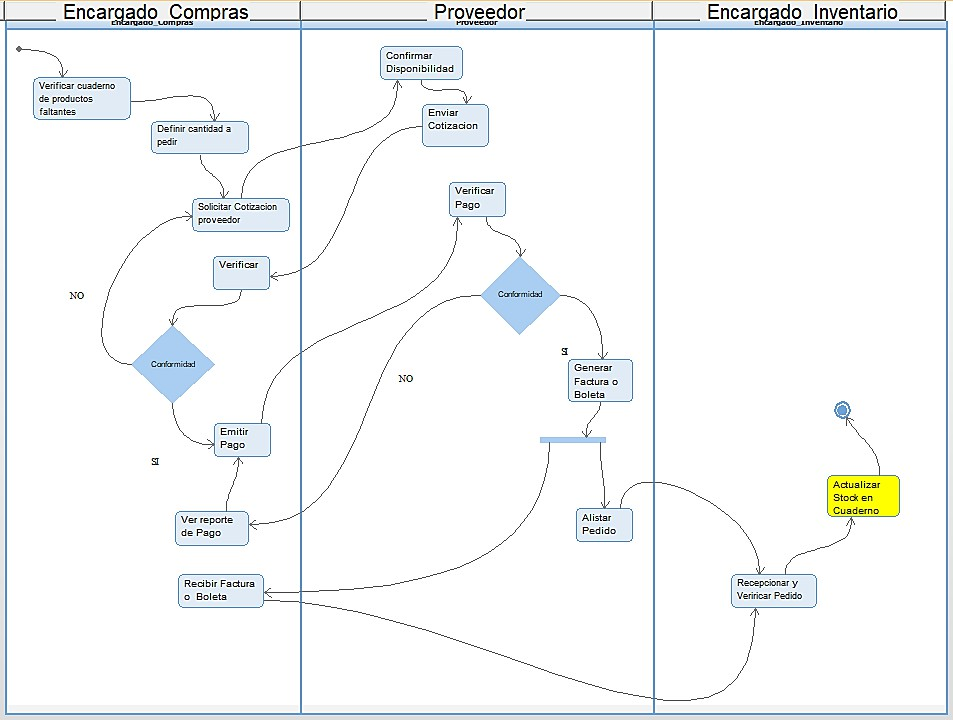 Encargado_Compras
Proveedor
Encargado_Inventario
Encargado_Compras
Proveedor
Encargado_Inventario
Verificar cuaderno
de productos
faltantes
Definir cantidad a
pedir
Solicitar Cotizacion
proveedor
Verificar
NO
Conformidad
SI
Emitir
Pago
Ver reporte
de Pago
Recibir Factura
o Boleta
Confirmar
Disponibilidad
Enviar
Cotizacion
Verificar
Pago
Conformidad
SI
NO
Generar
Factura o
Boleta
Alistar
Pedido
Recepcionar y
Veriricar Pedido
Actualizar
Stock en
Cuaderno